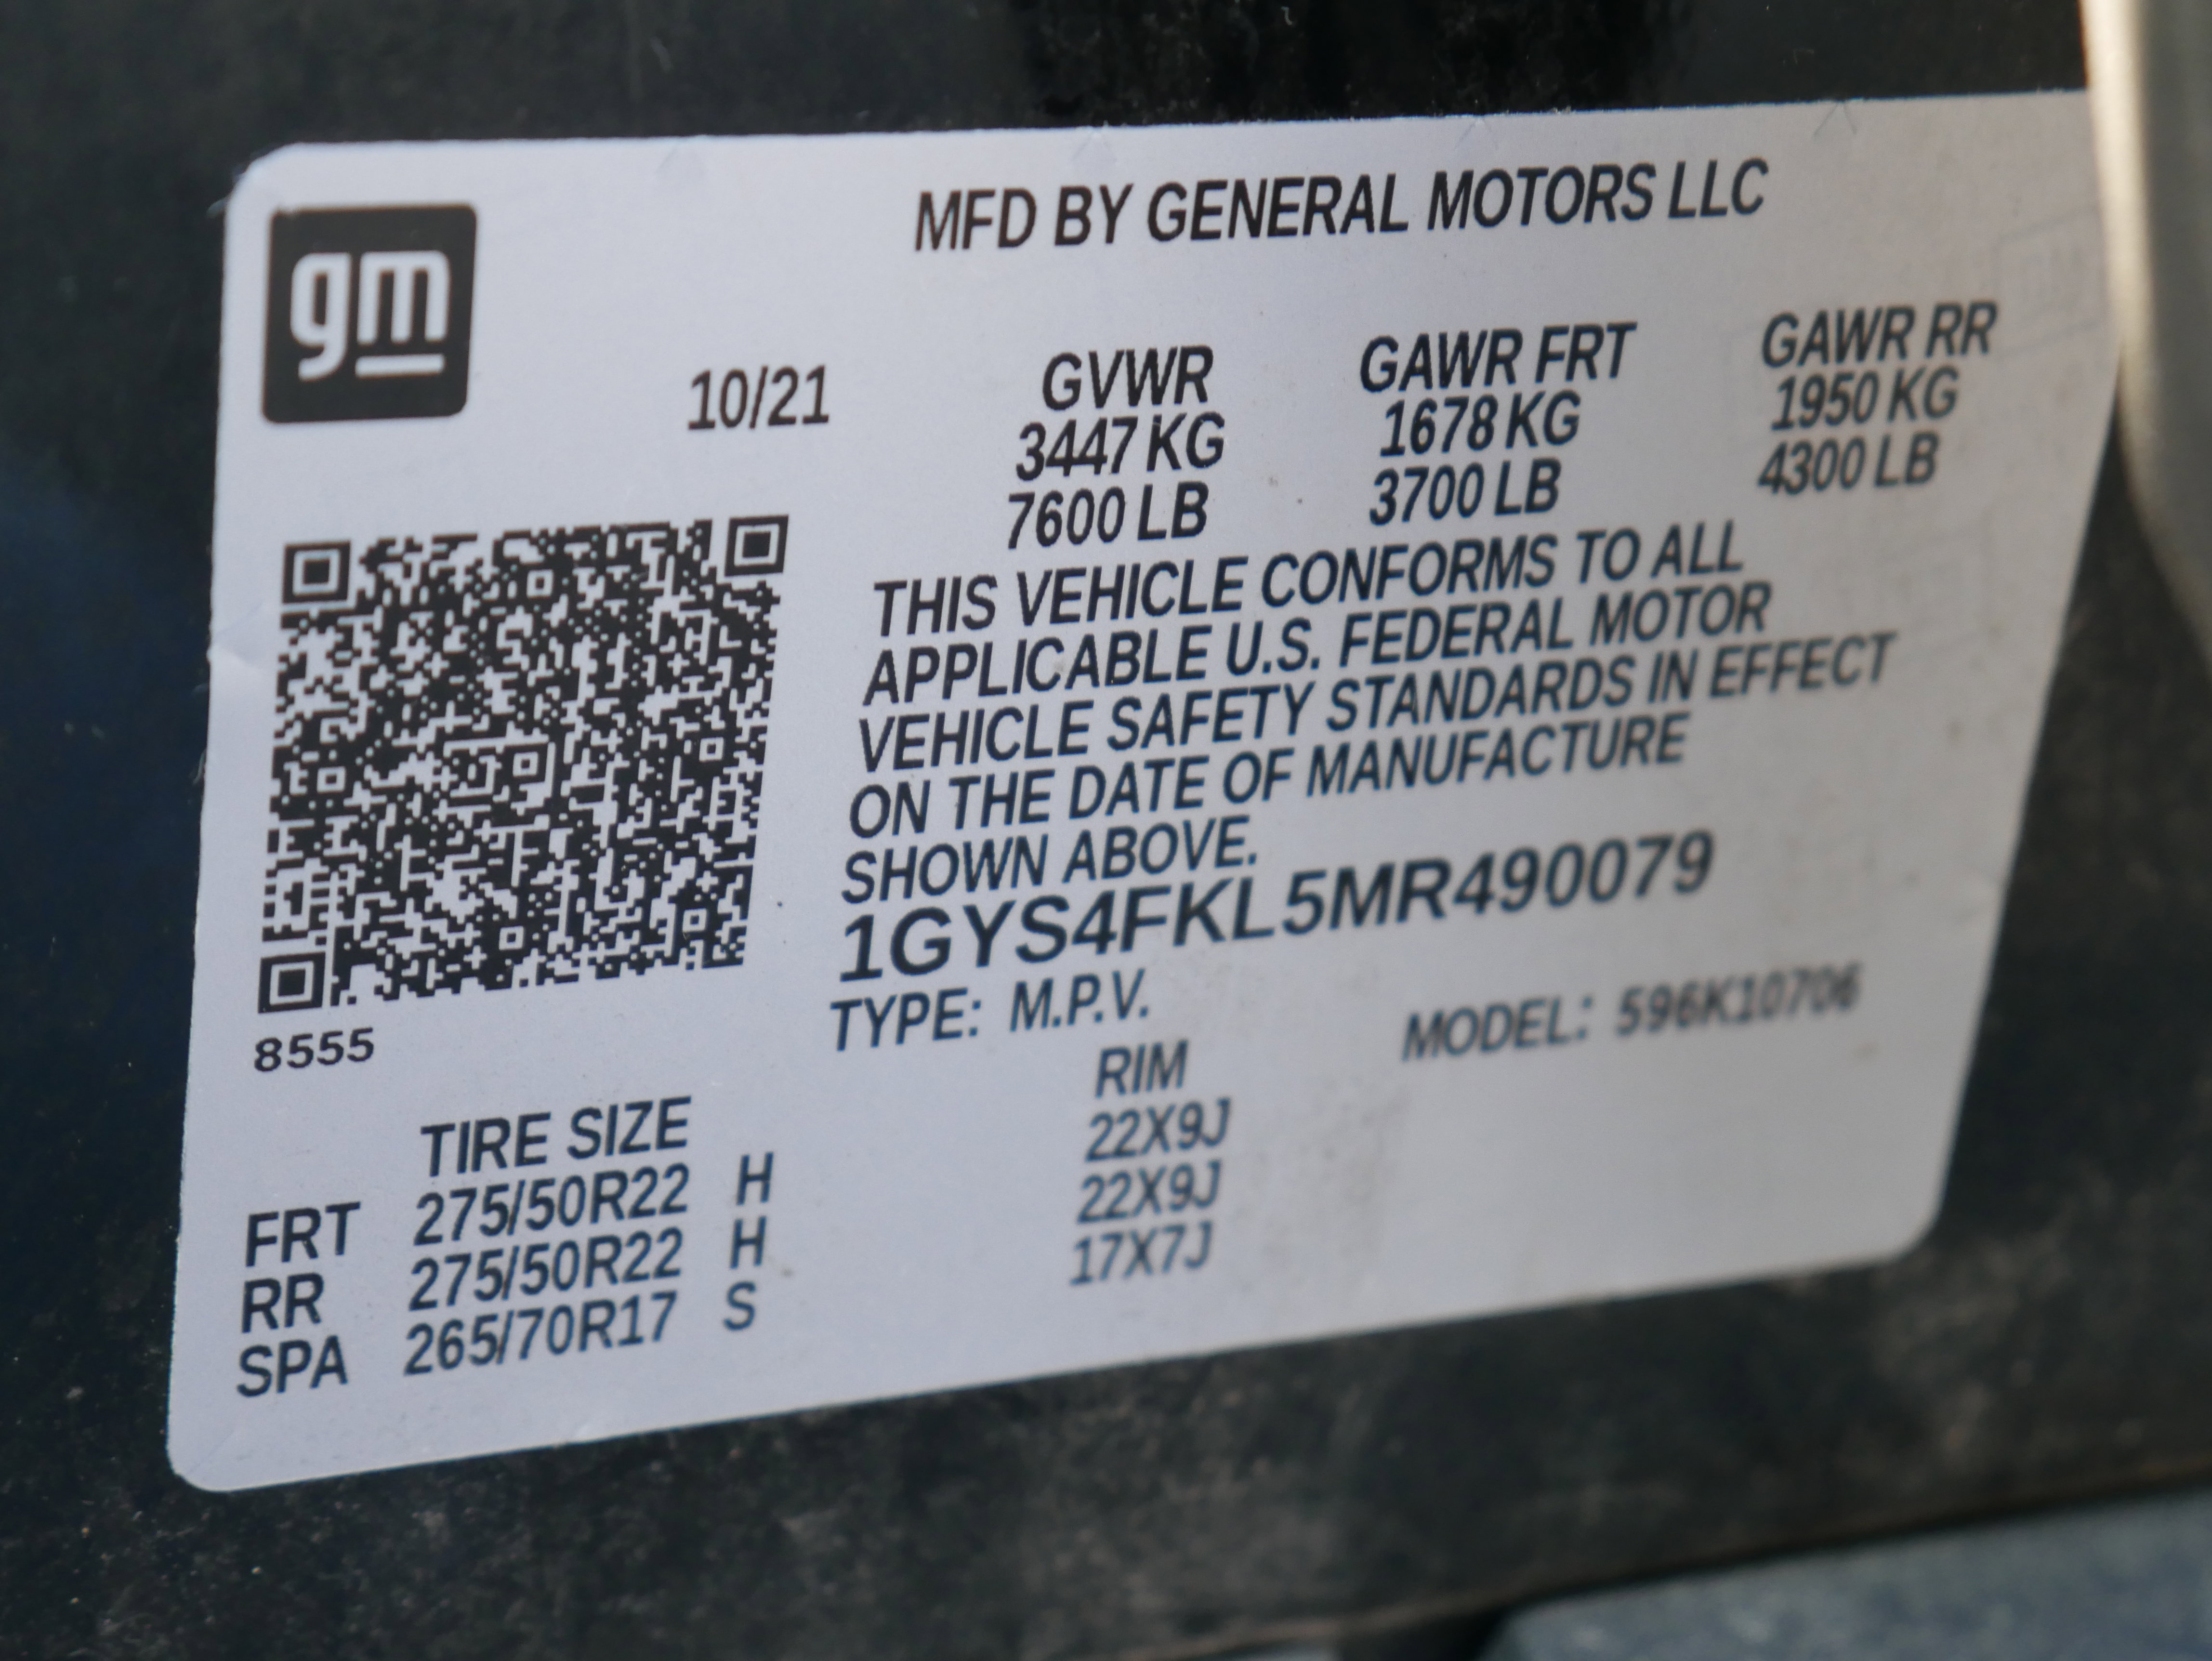 gm
MFD BY GENERAL MOTORS LLC
10/21
GVWR GAWR FRT GAWR RR
3447 KG 1678 KG 1950 KG
7600 LB 3700 LB 4300 LB
THIS VEHICLE CONFORMS TO ALL
APPLICABLE U.S. FEDERAL MOTOR
VEHICLE SAFETY STANDARDS IN EFFECT
ON THE DATE OF MANUFACTURE
SHOWN ABOVE.
1GYS4FKL5MR490079
TYPE: M.P.V. MODEL: 596K10706
8555
TIRE SIZE RIM
FRT 275/50R22 H 22X9J
RR 275/50R22 H 22X9J
SPA 265/70R17 S 17X7J